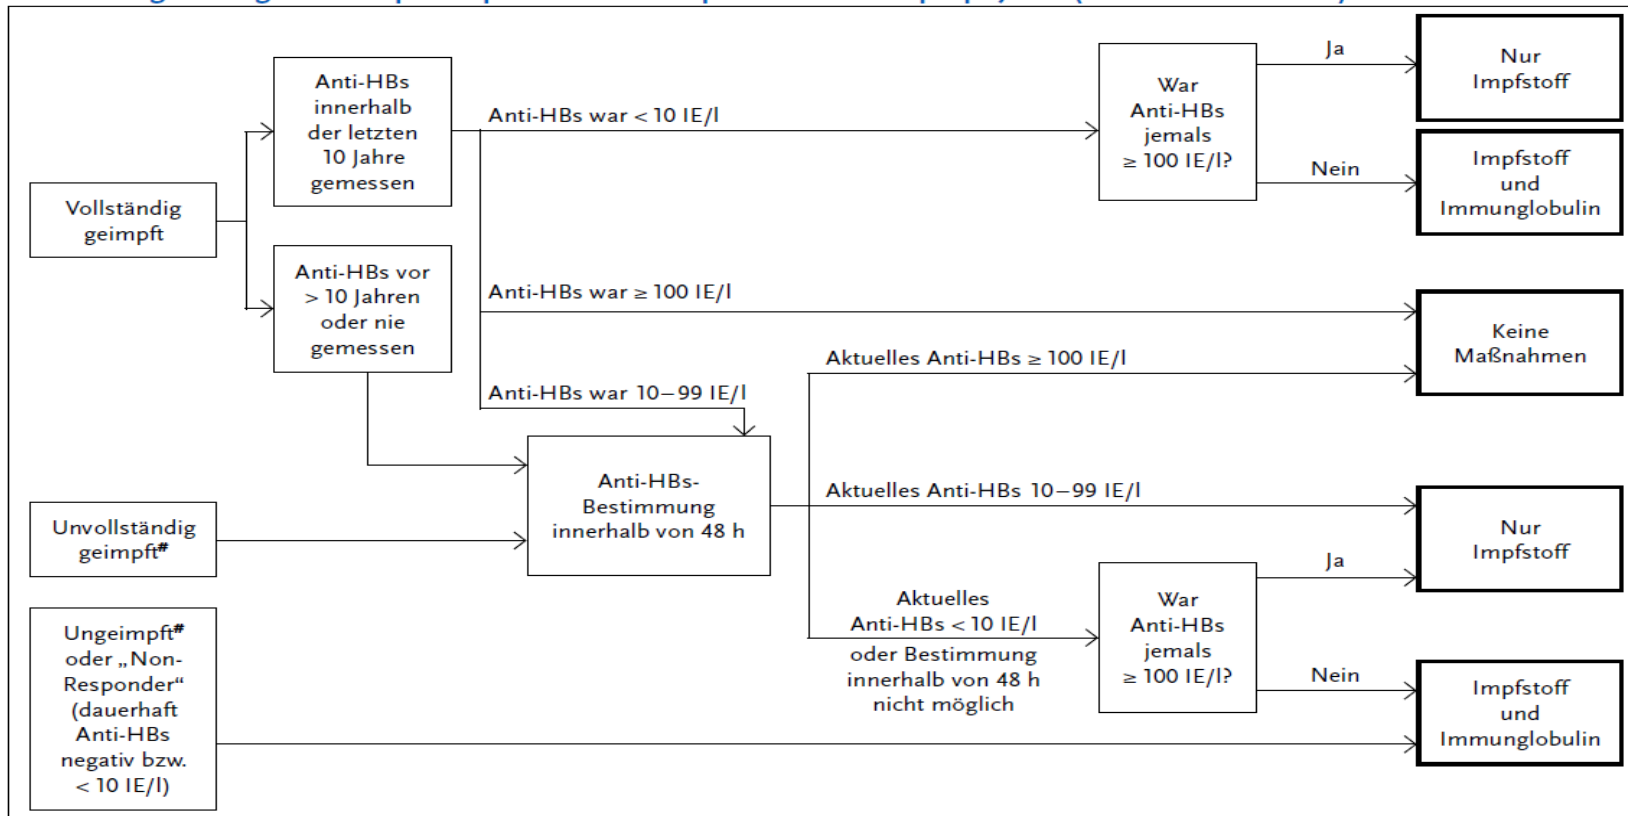 Anti-HBs
innerhalb
der letzten
10 Jahre
gemessen
Anti-HBs war < 10 IE/l
War
Anti-HBs
jemals
≥ 100 IE/l?
Ja
Nur
Impfstoff
Nein
Impfstoff
und
Immunglobulin
Vollständig
geimpft
Anti-HBs vor
> 10 Jahren
oder nie
gemessen
Anti-HBs war ≥ 100 IE/l
Keine
Maßnahmen
Aktuelles Anti-HBs ≥ 100 IE/l
Anti-HBs war 10–99 IE/l
Anti-HBs-
Bestimmung
innerhalb von 48 h
Aktuelles Anti-HBs 10–99 IE/l
Nur
Impfstoff
Unvollständig
geimpft#
Ja
Aktuelles
Anti-HBs < 10 IE/l
oder Bestimmung
innerhalb von 48 h
nicht möglich
War
Anti-HBs
jemals
≥ 100 IE/l?
Nein
Impfstoff
und
Immunglobulin
Ungeimpft#
oder „Non-
Responder“
(dauerhaft
Anti-HBs
negativ bzw.
< 10 IE/l)